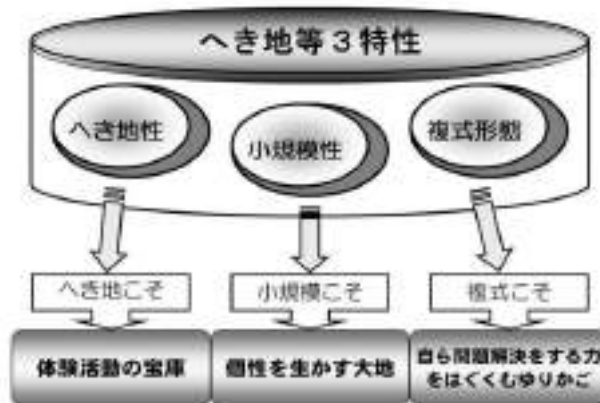 へき地等3特性
へき地性
小規模性
複式形態
へき地こそ
小規模こそ
複式こそ
体験活動の宝庫
個性を生かす大地
自ら問題解決をする力
をはぐくむゆりかご